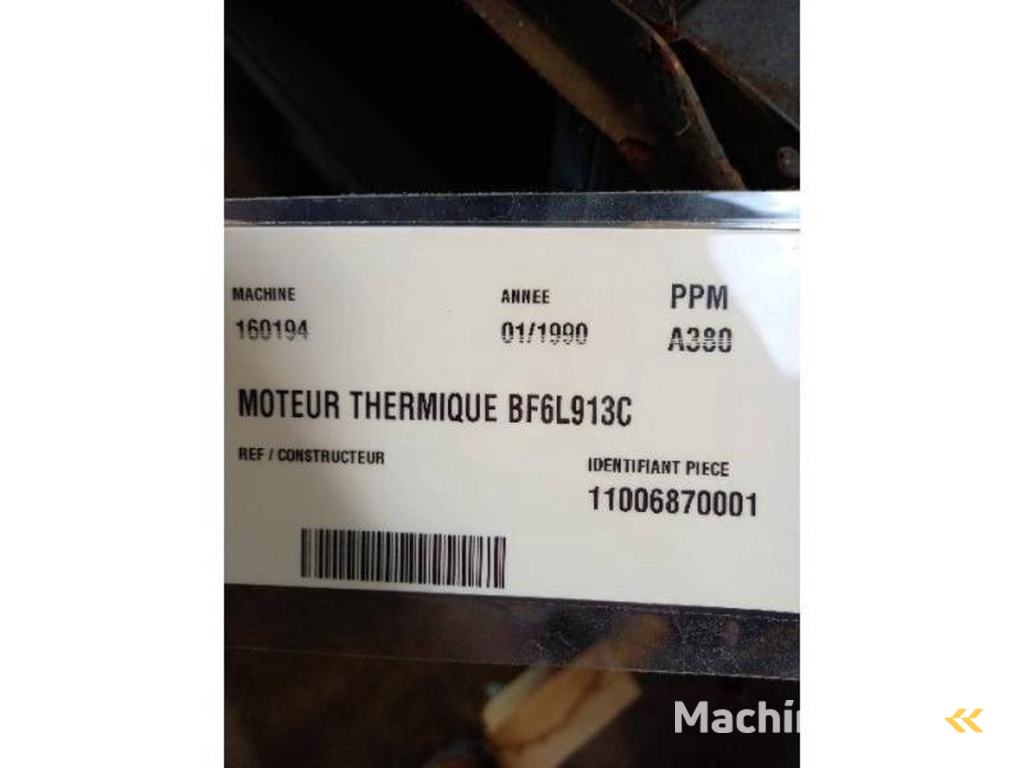 MACHINE ANNEE PPM
160194 01/1990 A380
MOTEUR THERMIQUE BF6L913C
REF / CONSTRUCTEUR IDENTIFIANT PIECE
11006870001